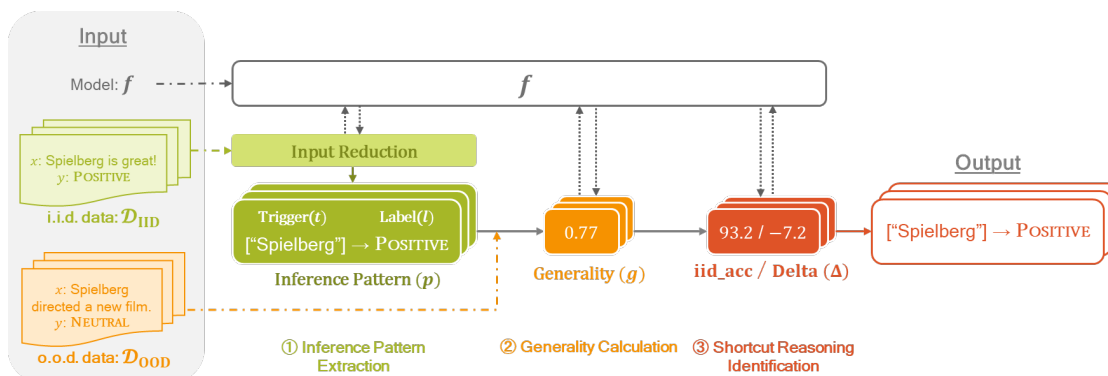 Input
Model: f
x: Spielberg is great!
y: POSITIVE
i.i.d. data: D_IID
x: Spielberg
directed a new film.
y: NEUTRAL
o.o.d. data: D_OOD
f
Input Reduction
Trigger(t) Label(l)
["Spielberg"] → POSITIVE
Inference Pattern (p)
0.77
Generality (g)
93.2 / −7.2
iid_acc / Delta (Δ)
Output
["Spielberg"] → POSITIVE
① Inference Pattern
Extraction
② Generality Calculation
③ Shortcut Reasoning
Identification